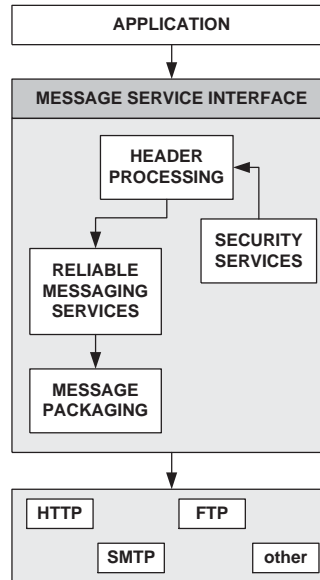 APPLICATION
MESSAGE SERVICE INTERFACE
HEADER
PROCESSING
SECURITY
SERVICES
RELIABLE
MESSAGING
SERVICES
MESSAGE
PACKAGING
HTTP
FTP
SMTP
other